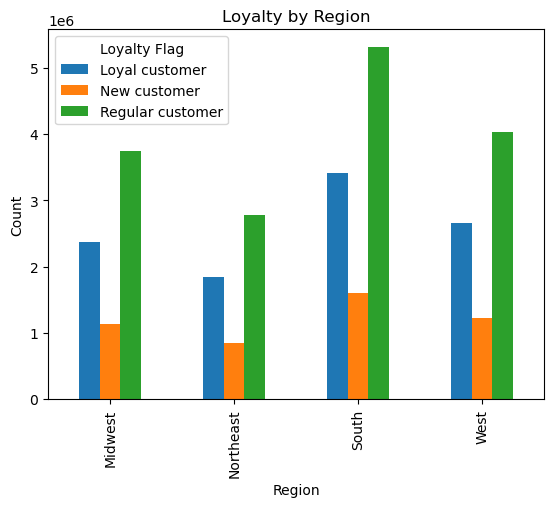 Loyalty by Region
1e6
Loyalty Flag
Loyal customer
New customer
Regular customer
5
4
3
2
1
0
Count
Midwest
Northeast
South
West
Region